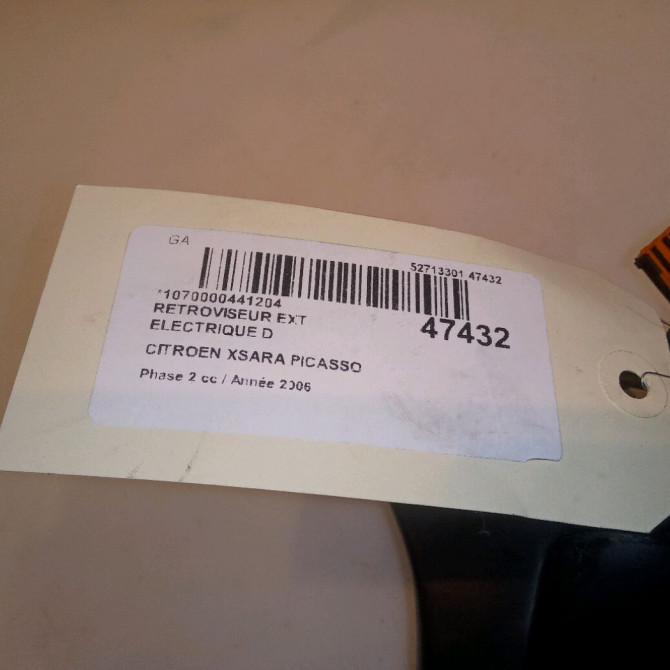 GA
52713301 47432
*1070000441204
47432
RETROVISEUR EXT
ELECTRIQUE D
CITROEN XSARA PICASSO
Phase 2 cc / Année 2006